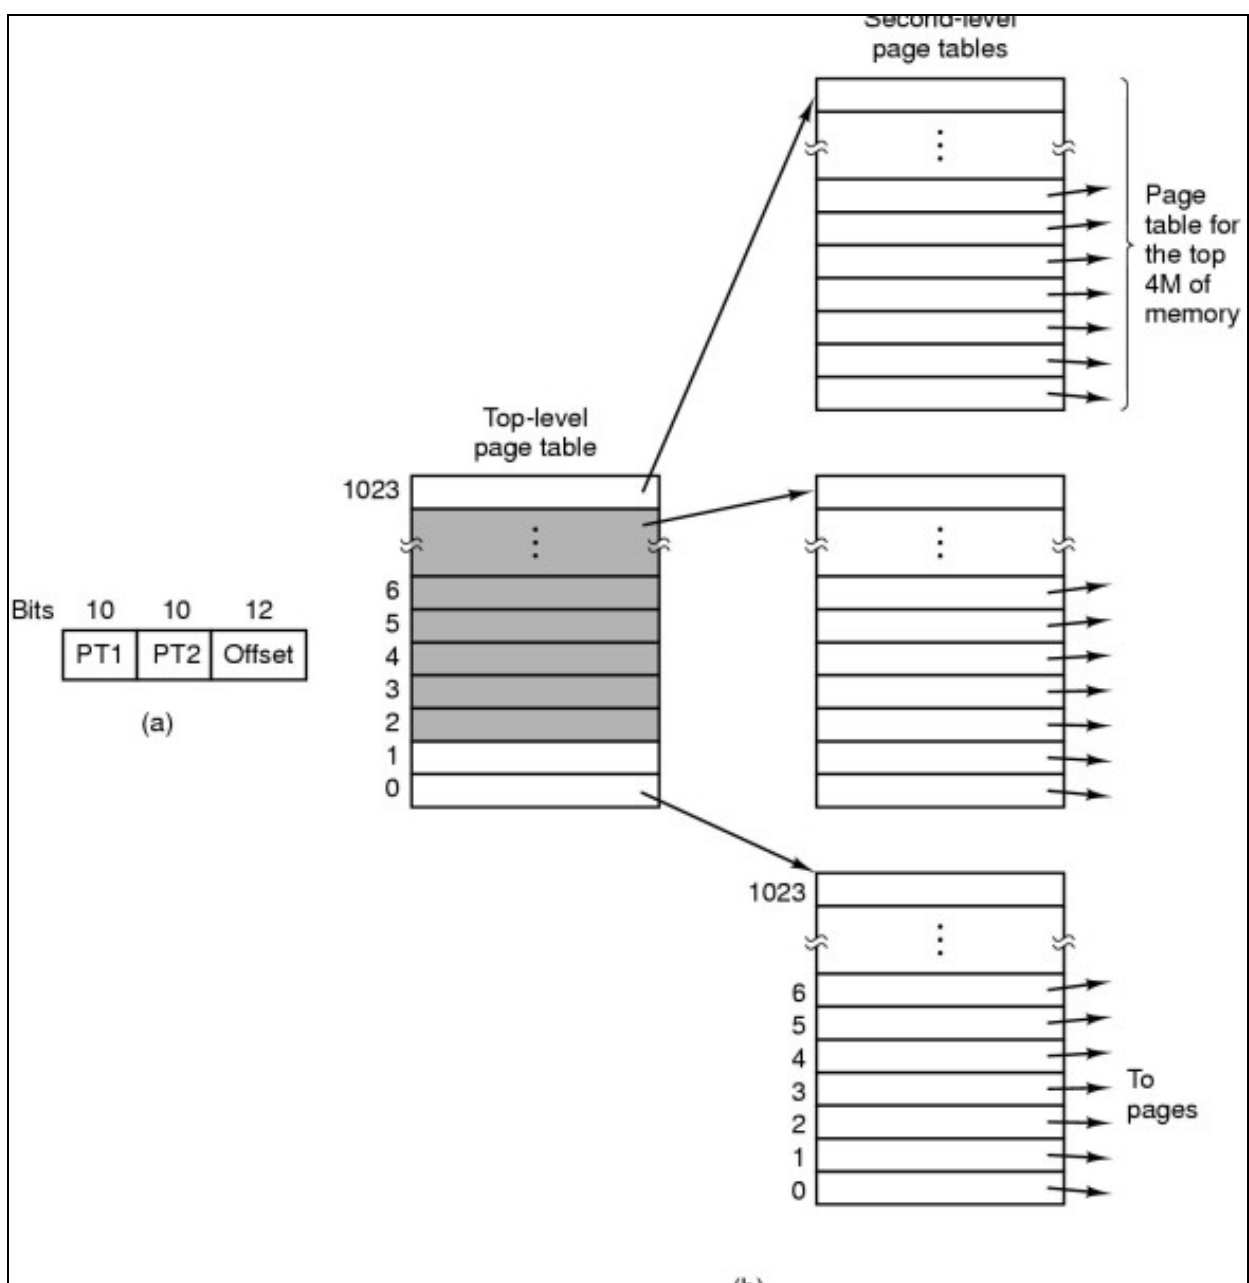 Second-level
page tables
Page
table for
the top
4M of
memory
Top-level
page table
1023
6
5
4
3
2
1
0
Bits 10 10 12
PT1 PT2 Offset
(a)
1023
6
5
4
3
2
1
0
To
pages
(b)